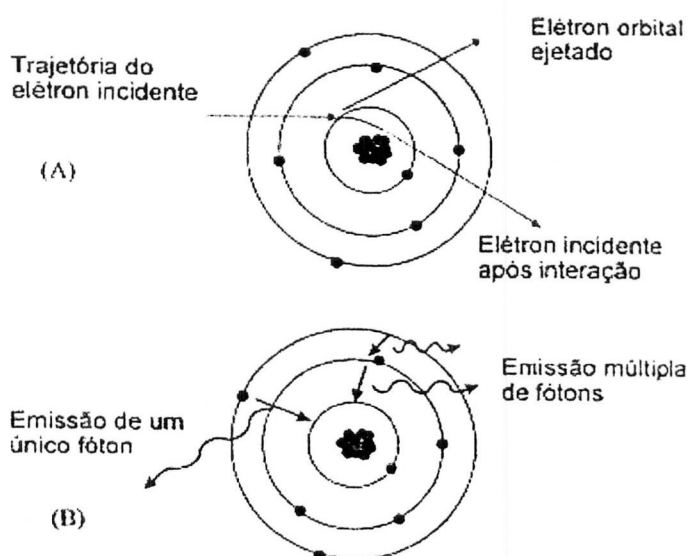 Elétron orbital
ejetado
Trajetória do
elétron incidente
(A)
Elétron incidente
após interação
Emissão múltipla
de fótons
Emissão de um
único fóton
(B)